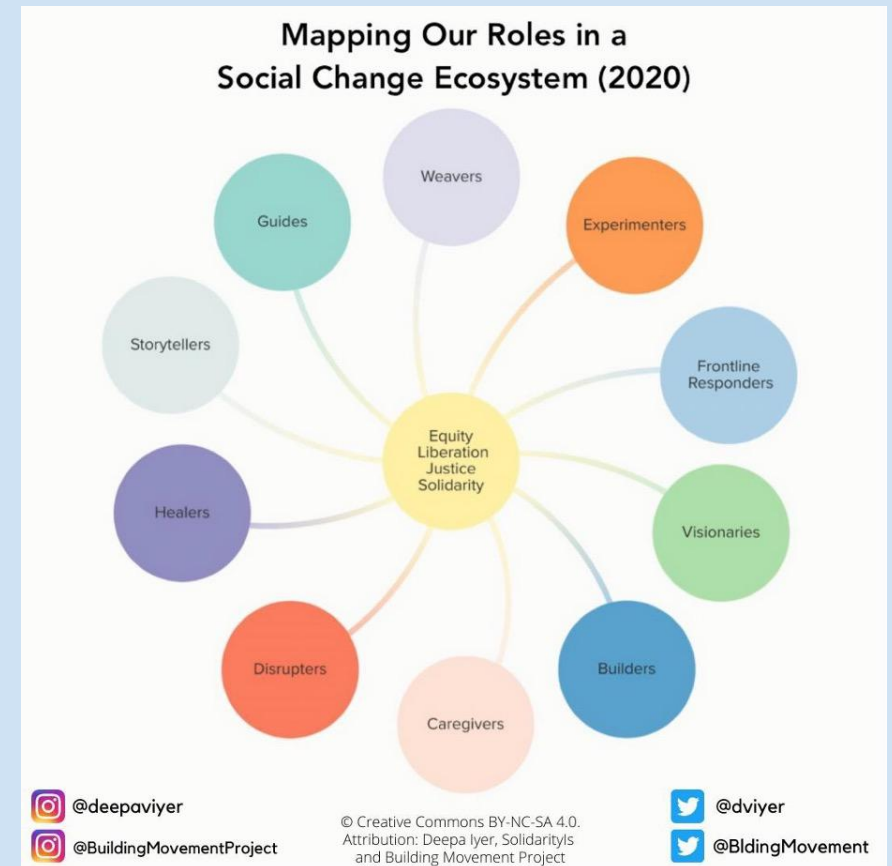 Mapping Our Roles in a
Social Change Ecosystem (2020)
Weavers
Guides
Experimenters
Storytellers
Frontline
Responders
Equity
Liberation
Justice
Solidarity
Healers
Visionaries
Disrupters
Builders
Caregivers
@deepaviyer
@BuildingMovementProject
© Creative Commons BY-NC-SA 4.0.
Attribution: Deepa Iyer, SolidarityIs
and Building Movement Project
@dviyer
@BldingMovement